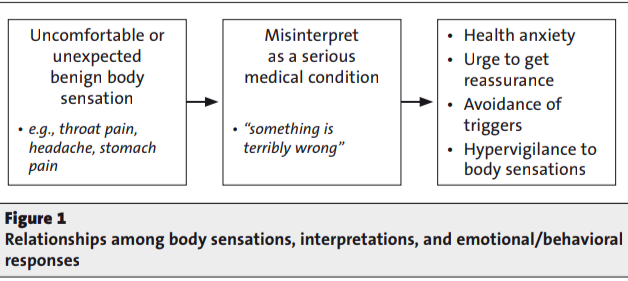 Uncomfortable or
unexpected
benign body
sensation
• e.g., throat pain,
headache, stomach
pain
Misinterpret
as a serious
medical condition
• “something is
terribly wrong”
• Health anxiety
• Urge to get
reassurance
• Avoidance of
triggers
• Hypervigilance to
body sensations
Figure 1
Relationships among body sensations, interpretations, and emotional/behavioral
responses